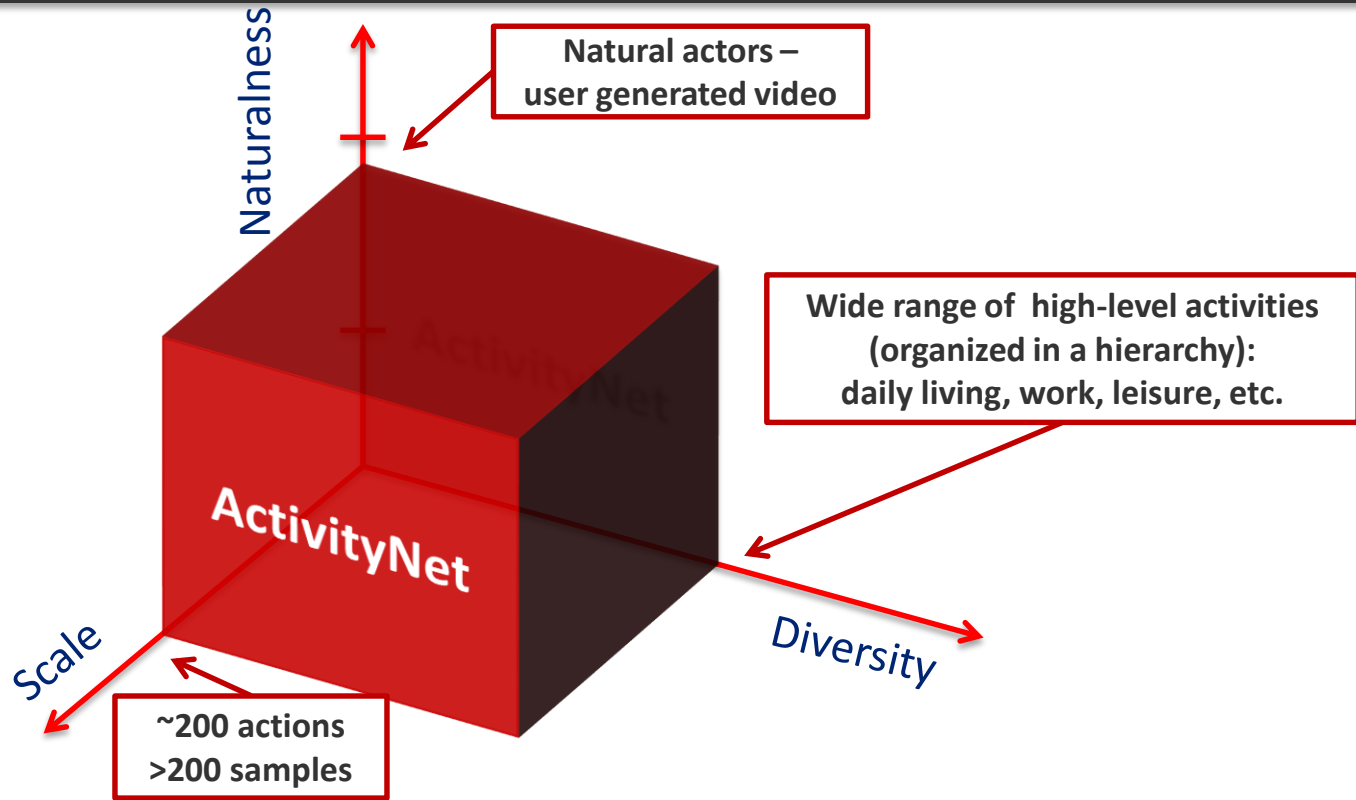 Naturalness
Natural actors –
user generated video
Wide range of high-level activities
(organized in a hierarchy):
daily living, work, leisure, etc.
ActivityNet
ActivityNet
Scale
Diversity
~200 actions
>200 samples